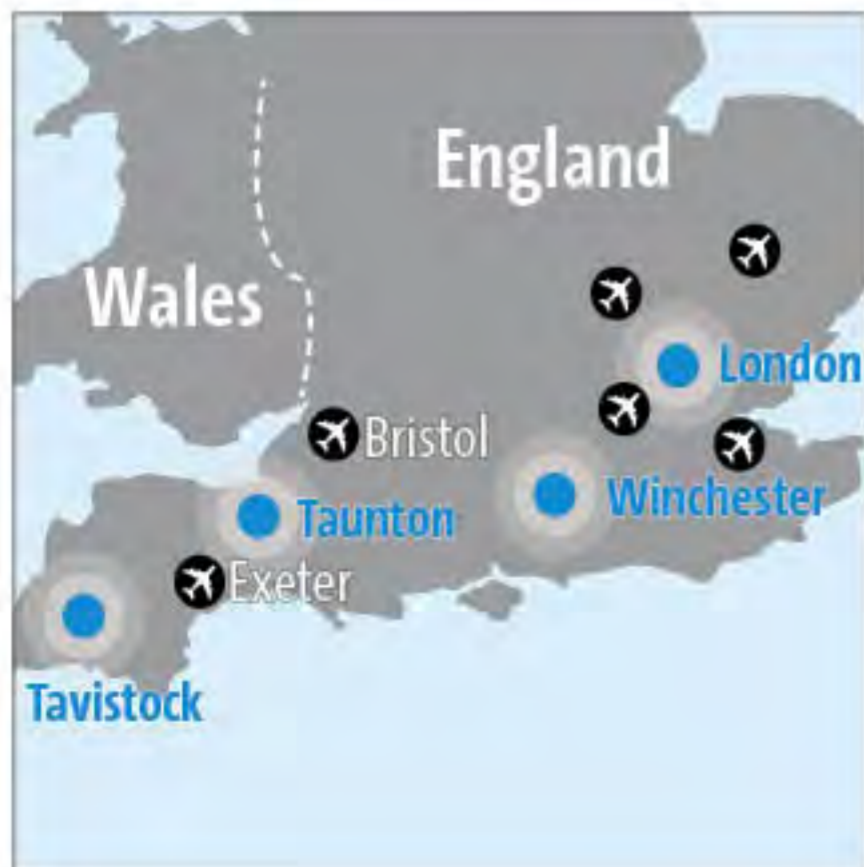 England
Wales
London
Bristol
Winchester
Taunton
Exeter
Tavistock